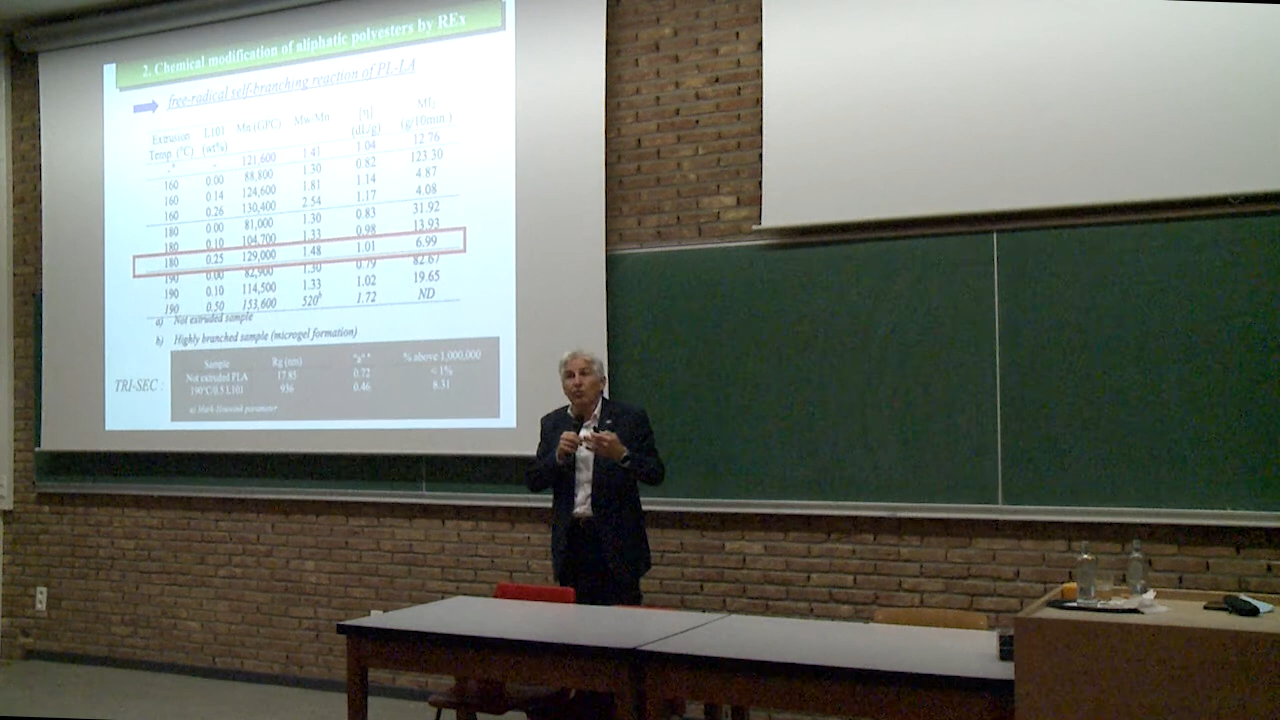 2. Chemical modification of aliphatic polyesters by REx
free-radical self-branching reaction of PL-LA
Extrusion Temp. (°C) L101 (wt%) Mn (GPC) Mw/Mn [η] (dL/g) MI2 (g/10min.)
-a - 121,600 1.41 1.04 12.76
160 0.00 88,800 1.30 0.82 123.30
160 0.14 124,600 1.81 1.14 4.87
160 0.26 130,400 2.54 1.17 4.08
180 0.00 81,000 1.30 0.83 31.92
180 0.10 104,700 1.33 0.98 13.93
180 0.25 129,000 1.48 1.01 6.99
190 0.00 82,900 1.30 0.79 82.67
190 0.10 114,500 1.33 1.02 19.65
190 0.50 153,600 520b 1.72 ND
a) Not extruded sample
b) Highly branched sample (microgel formation)
TRI-SEC :
Sample Rg (nm) "a" a % above 1,000,000
Not extruded PLA 17.85 0.72 < 1%
190°C/0.5 L101 936 0.46 8.31
a) Mark-Houwink parameter